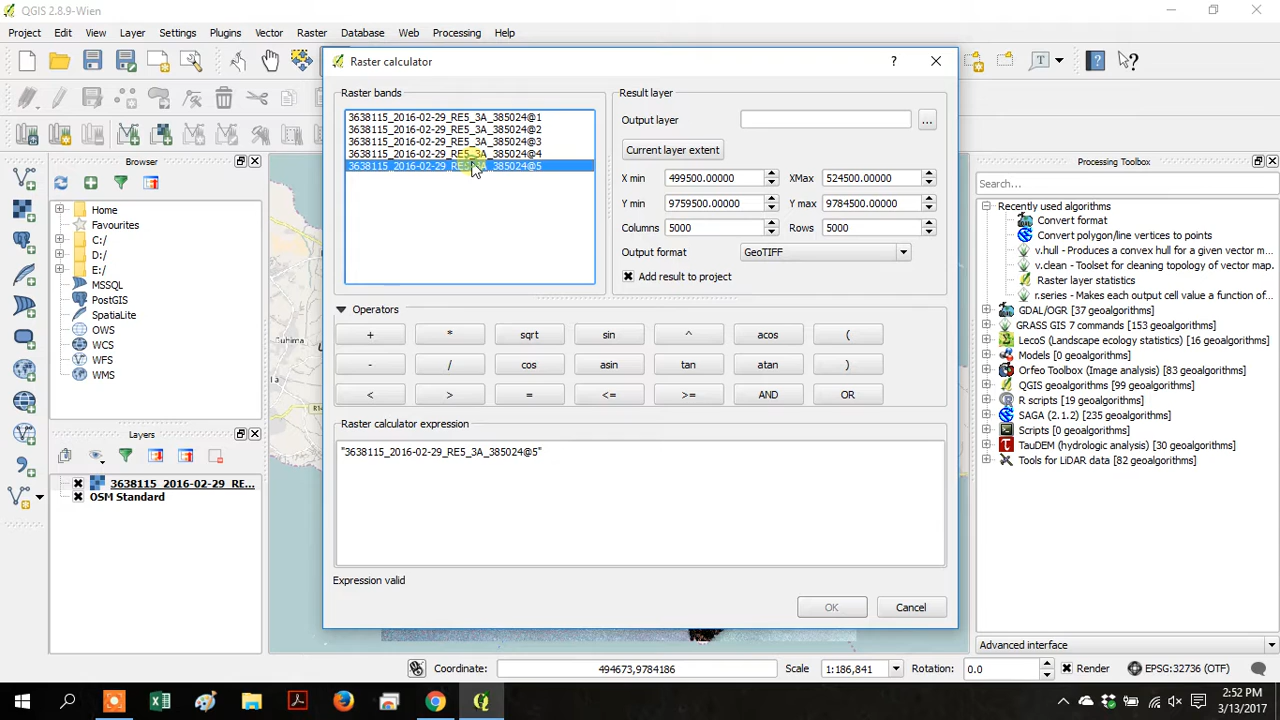 QGIS 2.8.9-Wien
Project Edit View Layer Settings Plugins Vector Raster Database Web Processing Help
Raster calculator
Raster bands
3638115_2016-02-29_RE5_3A_385024@1
3638115_2016-02-29_RE5_3A_385024@2
3638115_2016-02-29_RE5_3A_385024@3
3638115_2016-02-29_RE5_3A_385024@4
3638115_2016-02-29_RE5_3A_385024@5
Result layer
Output layer
...
Current layer extent
X min 499500.00000 XMax 524500.00000
Y min 9759500.00000 Y max 9784500.00000
Columns 5000 Rows 5000
Output format GeoTIFF
Add result to project
Operators
+ * sqrt sin ^ acos (
- / cos asin tan atan )
< > = <= >= AND OR
Raster calculator expression
"3638115_2016-02-29_RE5_3A_385024@5"
Expression valid
OK Cancel
Browser
Home
Favourites
C:/
D:/
E:/
MSSQL
PostGIS
SpatiaLite
OWS
WCS
WFS
WMS
Layers
3638115_2016-02-29_RE...
OSM Standard
Processing Toolbox
Search...
Recently used algorithms
Convert format
Convert polygon/line vertices to points
v.hull - Produces a convex hull for a given vector m...
v.clean - Toolset for cleaning topology of vector map.
Raster layer statistics
r.series - Makes each output cell value a function of...
GDAL/OGR [37 geoalgorithms]
GRASS GIS 7 commands [153 geoalgorithms]
LecoS (Landscape ecology statistics) [16 geoalgorithms]
Models [0 geoalgorithms]
Orfeo Toolbox (Image analysis) [83 geoalgorithms]
QGIS geoalgorithms [99 geoalgorithms]
R scripts [19 geoalgorithms]
SAGA (2.1.2) [235 geoalgorithms]
Scripts [0 geoalgorithms]
TauDEM (hydrologic analysis) [30 geoalgorithms]
Tools for LiDAR data [82 geoalgorithms]
Advanced interface
Coordinate: 494673,9784186 Scale 1:186,841 Rotation: 0.0 Render EPSG:32736 (OTF)
2:52 PM
3/13/2017